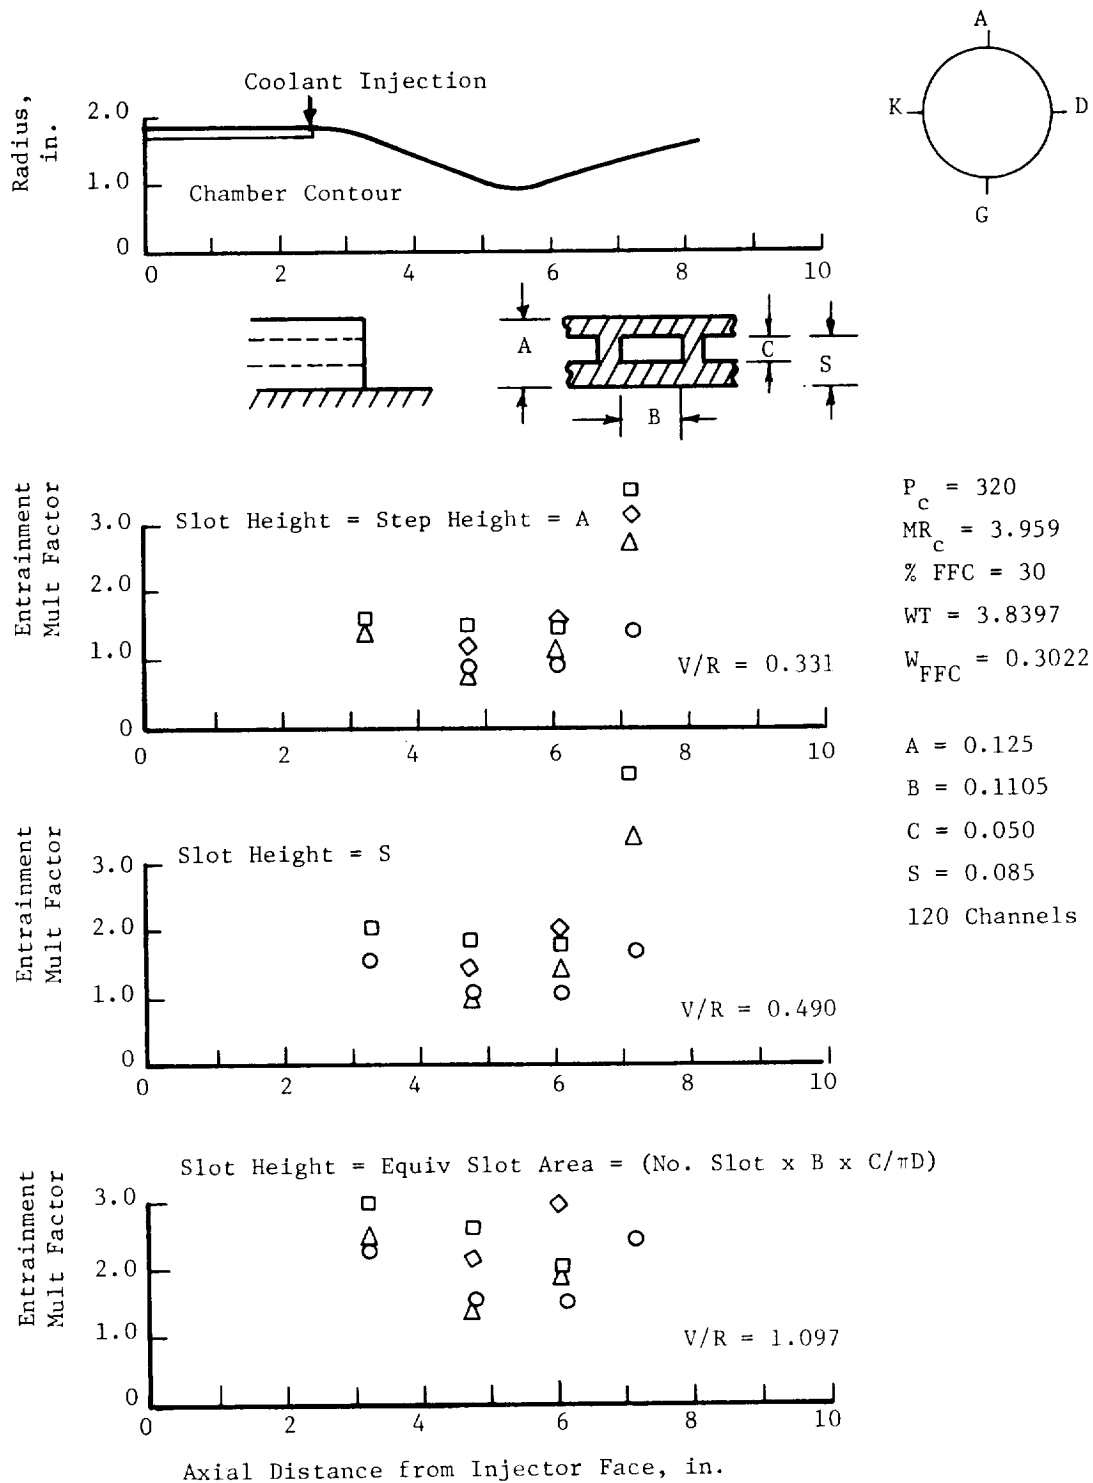 Radius,
in.
2.0
1.0
0
Coolant Injection
Chamber Contour
0 2 4 6 8 10
A
K
D
G
A
B
C
S
Entrainment
Mult Factor
3.0
2.0
1.0
0
Slot Height = Step Height = A
V/R = 0.331
0 2 4 6 8 10
P_c = 320
MR_c = 3.959
% FFC = 30
WT = 3.8397
W_FFC = 0.3022
A = 0.125
B = 0.1105
C = 0.050
S = 0.085
120 Channels
Entrainment
Mult Factor
3.0
2.0
1.0
0
Slot Height = S
V/R = 0.490
0 2 4 6 8 10
Entrainment
Mult Factor
3.0
2.0
1.0
0
Slot Height = Equiv Slot Area = (No. Slot x B x C/πD)
V/R = 1.097
0 2 4 6 8 10
Axial Distance from Injector Face, in.